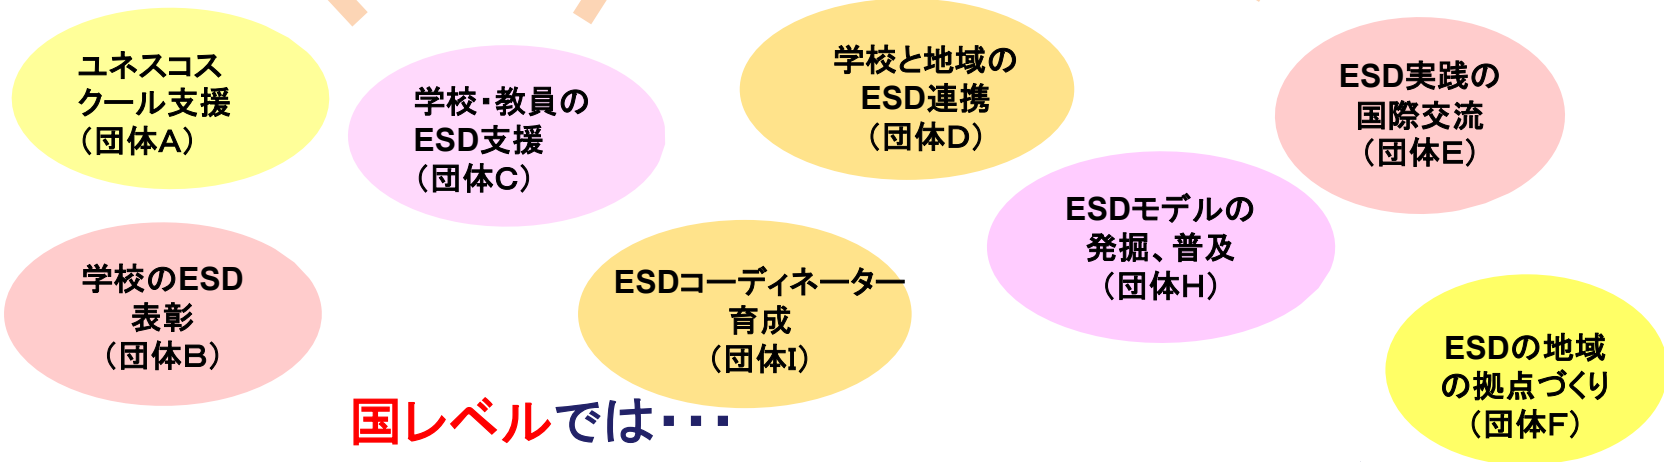 ユネスコス
クール支援
（団体A）
学校・教員の
ESD支援
（団体C）
学校と地域の
ESD連携
（団体D）
ESD実践の
国際交流
（団体E）
学校のESD
表彰
（団体B）
ESDコーディネーター
育成
（団体I）
ESDモデルの
発掘、普及
（団体H）
ESDの地域
の拠点づくり
（団体F）
国レベルでは・・・